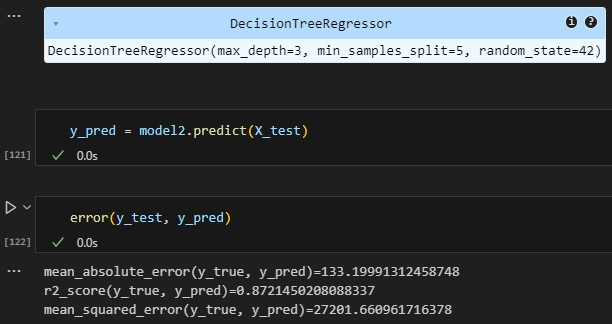 DecisionTreeRegressor
DecisionTreeRegressor(max_depth=3, min_samples_split=5, random_state=42)
y_pred = model2.predict(X_test)
[121] 0.0s
error(y_test, y_pred)
[122] 0.0s
mean_absolute_error(y_true, y_pred)=133.19991312458748
r2_score(y_true, y_pred)=0.8721450208088337
mean_squared_error(y_true, y_pred)=27201.660961716378